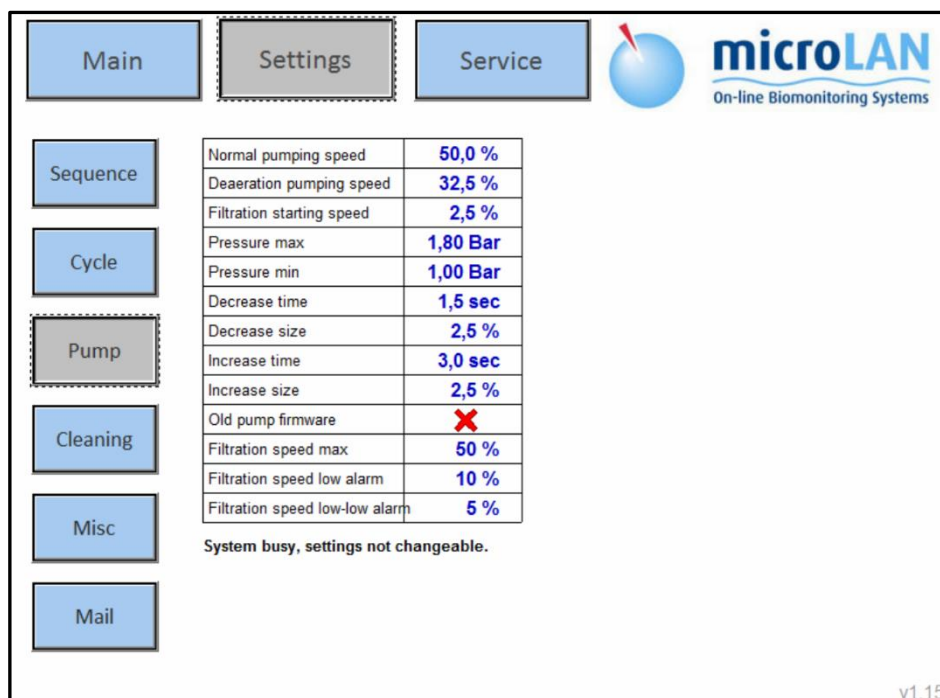 Main Settings Service
microLAN
On-line Biomonitoring Systems
Sequence
Cycle
Pump
Cleaning
Misc
Mail
Normal pumping speed 50,0 %
Deaeration pumping speed 32,5 %
Filtration starting speed 2,5 %
Pressure max 1,80 Bar
Pressure min 1,00 Bar
Decrease time 1,5 sec
Decrease size 2,5 %
Increase time 3,0 sec
Increase size 2,5 %
Old pump firmware
Filtration speed max 50 %
Filtration speed low alarm 10 %
Filtration speed low-low alarm 5 %
System busy, settings not changeable.
v1.15